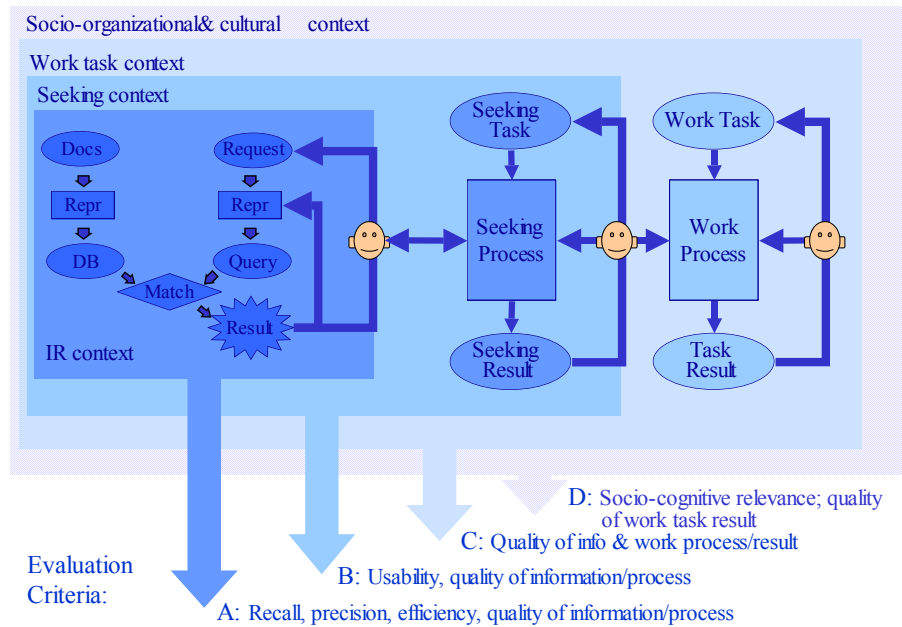 Socio-organizational& cultural context
Work task context
Seeking context
Docs
Request
Repr
Repr
DB
Query
Match
Result
IR context
Seeking
Task
Seeking
Process
Seeking
Result
Work Task
Work
Process
Task
Result
D: Socio-cognitive relevance; quality
of work task result
C: Quality of info & work process/result
B: Usability, quality of information/process
Evaluation
Criteria:
A: Recall, precision, efficiency, quality of information/process